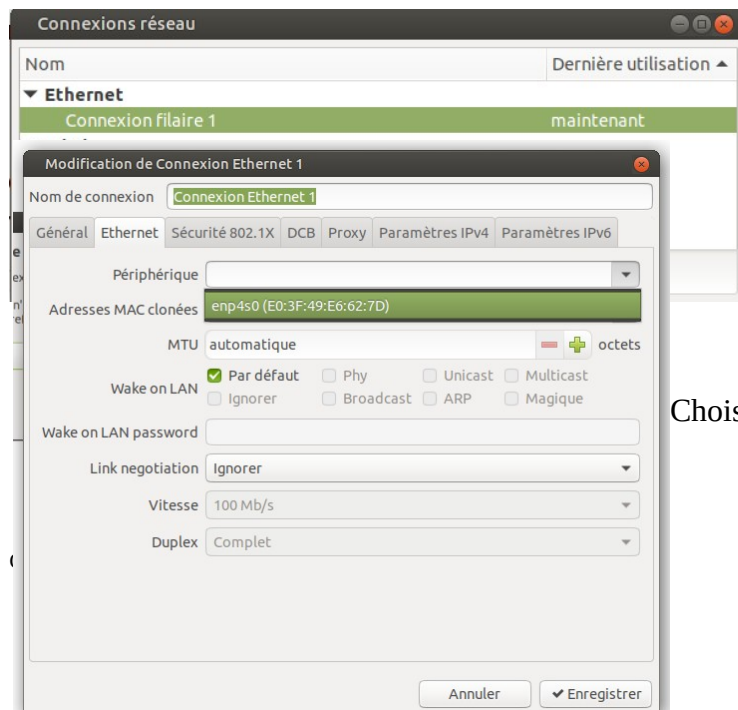 Connexions réseau
Nom Dernière utilisation
Ethernet
Connexion filaire 1 maintenant
Modification de Connexion Ethernet 1
Nom de connexion Connexion Ethernet 1
Général Ethernet Sécurité 802.1X DCB Proxy Paramètres IPv4 Paramètres IPv6
Périphérique
enp4s0 (E0:3F:49:E6:62:7D)
Adresses MAC clonées
MTU automatique octets
Wake on LAN Par défaut Phy Unicast Multicast
Ignorer Broadcast ARP Magique
Chois
Wake on LAN password
Link negotiation Ignorer
Vitesse 100 Mb/s
Duplex Complet
Annuler Enregistrer